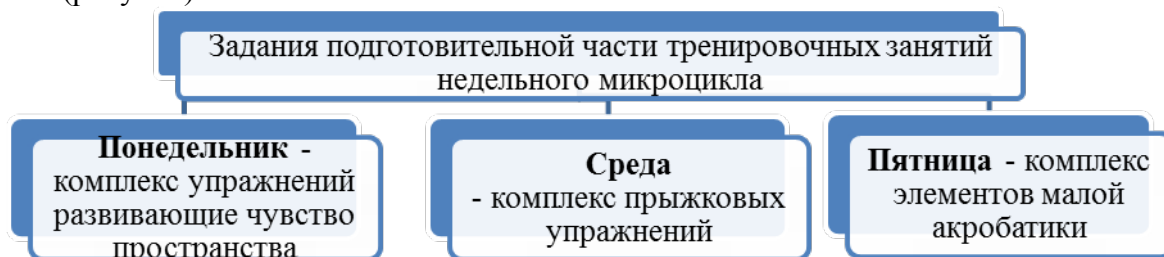 Задания подготовительной части тренировочных занятий
недельного микроцикла
Понедельник -
комплекс упражнений
развивающие чувство
пространства
Среда
- комплекс прыжковых
упражнений
Пятница - комплекс
элементов малой
акробатики